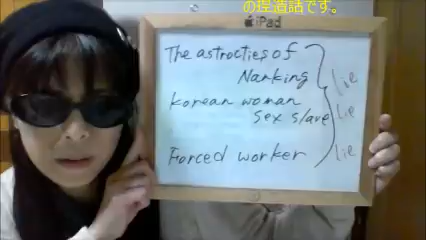 の捏造話です。
iPad
The astrocties of
Nanking
korean woman
sex slave
Forced worker
lie
lie
lie